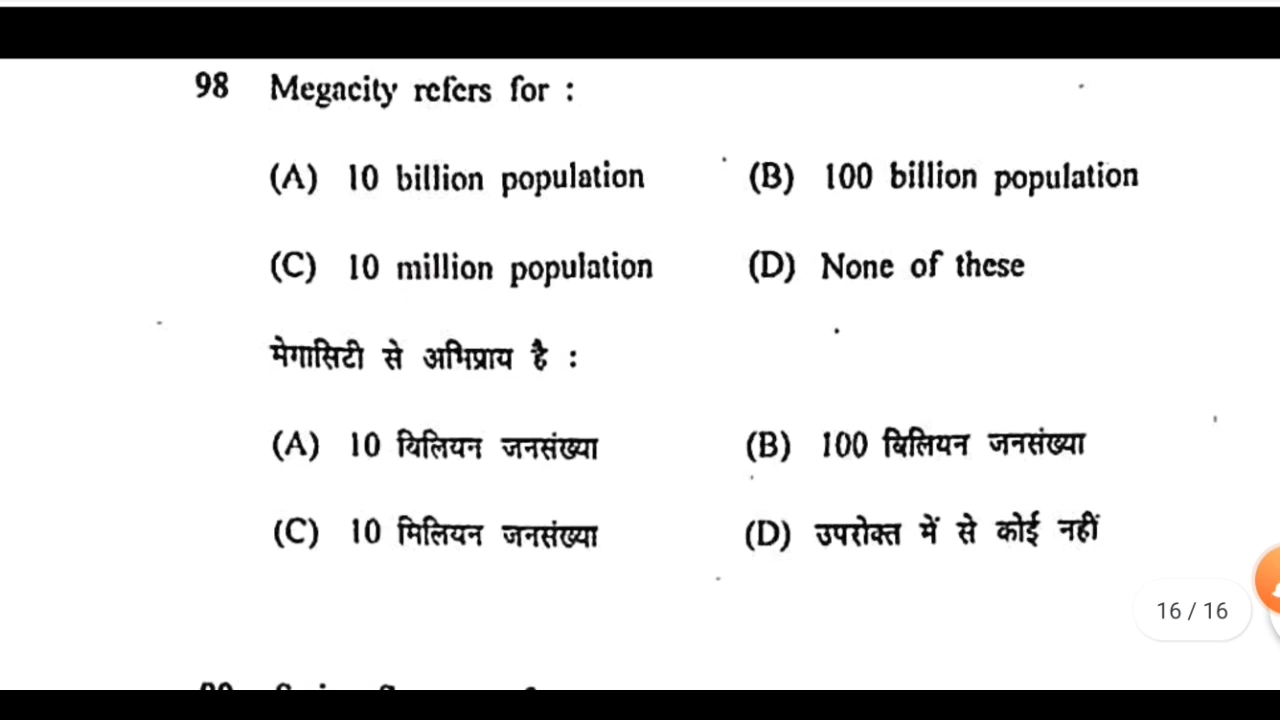 98 Megacity refers for :
(A) 10 billion population (B) 100 billion population
(C) 10 million population (D) None of these
मेगासिटी से अभिप्राय है :
(A) 10 बिलियन जनसंख्या (B) 100 बिलियन जनसंख्या
(C) 10 मिलियन जनसंख्या (D) उपरोक्त में से कोई नहीं
16 / 16